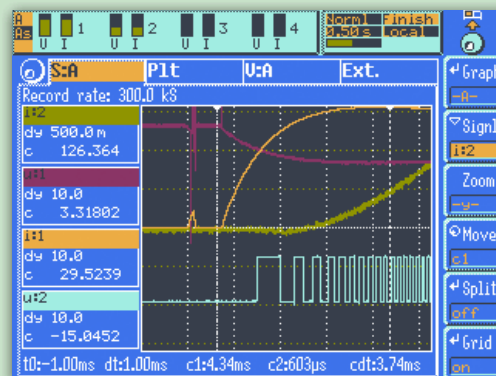 A
As
1
2
3
4
U I U I U I U I
Norml Finish
0.50s Local
S:A Plt U:A Ext.
Record rate: 300.0 kS
i:2
dy 500.0m
c 126.364
u:1
dy 10.0
c 3.31802
i:1
dy 10.0
c 29.5239
u:2
dy 10.0
c -15.0452
t0:-1.00ms dt:1.00ms c1:4.34ms c2:603µs cdt:3.74ms
Graph
-A-
Signl
i:2
Zoom
-y-
Move
c1
Split
off
Grid
on